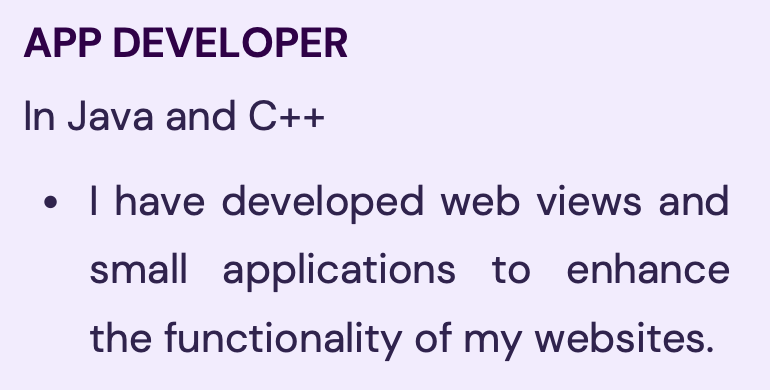 APP DEVELOPER
In Java and C++
• I have developed web views and
small applications to enhance
the functionality of my websites.